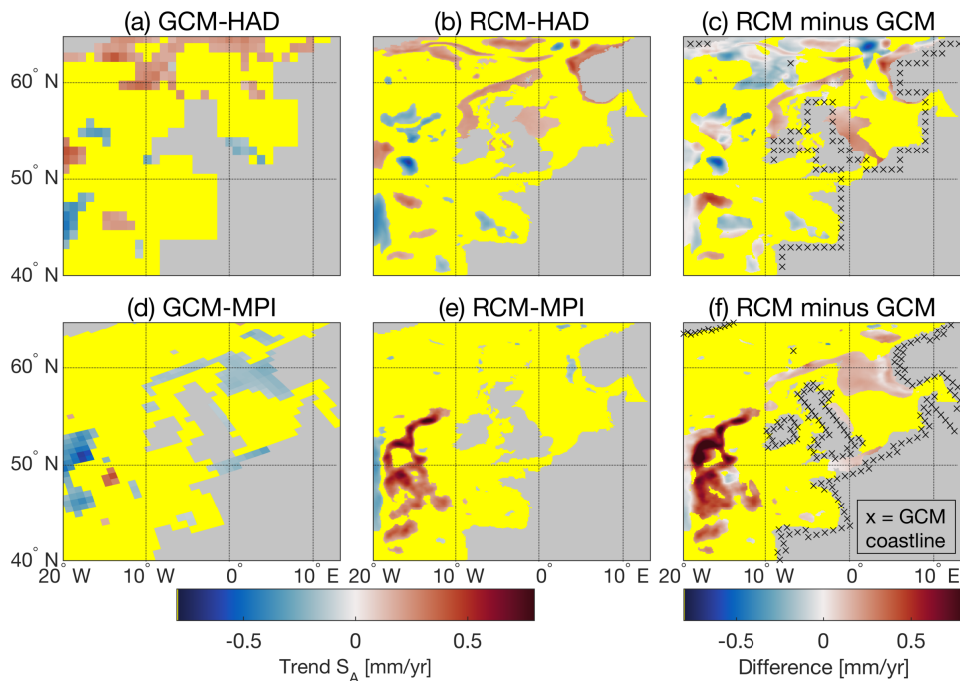 (a) GCM-HAD
(b) RCM-HAD
(c) RCM minus GCM
60° N
50° N
40° N
(d) GCM-MPI
(e) RCM-MPI
(f) RCM minus GCM
60° N
50° N
40° N
x = GCM
coastline
20° W 10° 0° 10° E
20° W 10° 0° 10° E
20° W 10° 0° 10° E
-0.5 0 0.5
Trend S_A [mm/yr]
-0.5 0 0.5
Difference [mm/yr]